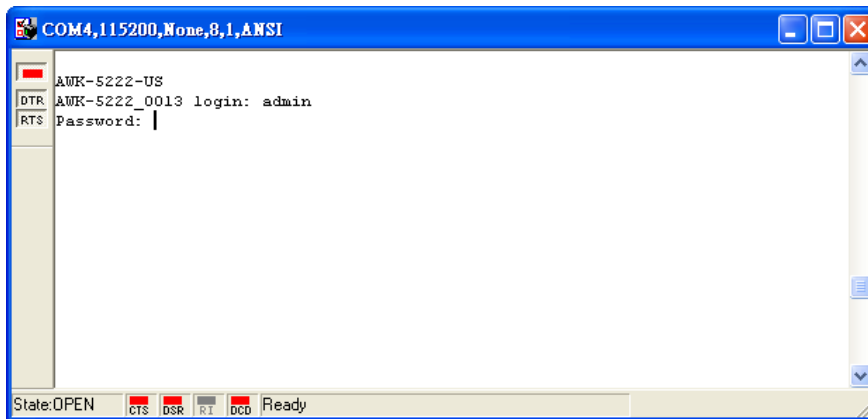 COM4,115200,None,8,1,ANSI
AWK-5222-US
DTR AWK-5222_0013 login: admin
RTS Password:
State:OPEN CTS DSR RI DCD Ready